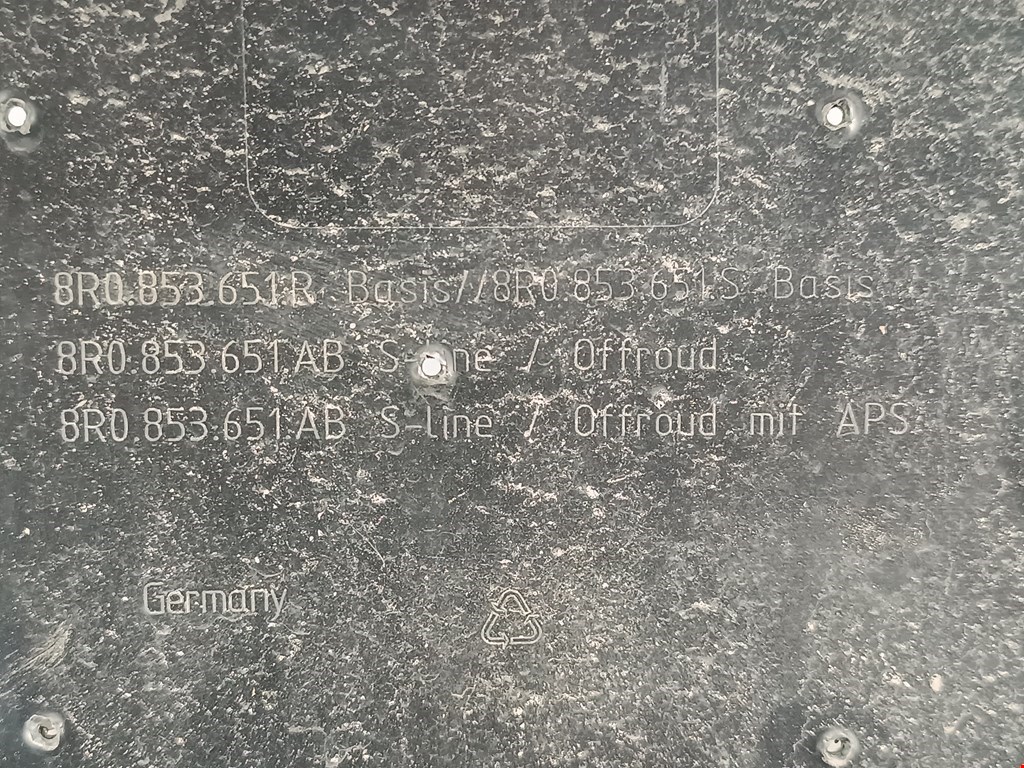 8R0.853.651.R Basis//8R0.853.651.S Basis
8R0.853.651.AB S-line / Offroud
8R0.853.651.AB S-line / Offroud mit APS
Germany